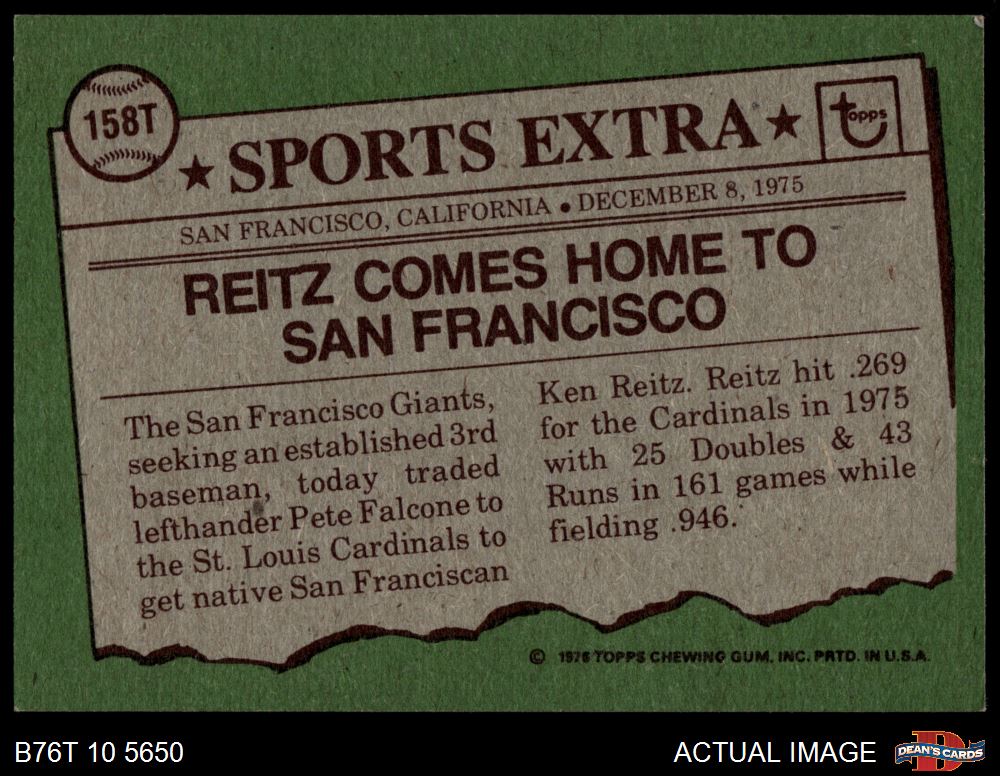 158T
★ SPORTS EXTRA ★
topps
SAN FRANCISCO, CALIFORNIA • DECEMBER 8, 1975
REITZ COMES HOME TO
SAN FRANCISCO
The San Francisco Giants,
seeking an established 3rd
baseman, today traded
lefthander Pete Falcone to
the St. Louis Cardinals to
get native San Franciscan
Ken Reitz. Reitz hit .269
for the Cardinals in 1975
with 25 Doubles & 43
Runs in 161 games while
fielding .946.
© 1976 TOPPS CHEWING GUM, INC. PRTD. IN U.S.A.
B76T 10 5650
ACTUAL IMAGE
DEAN'S CARDS